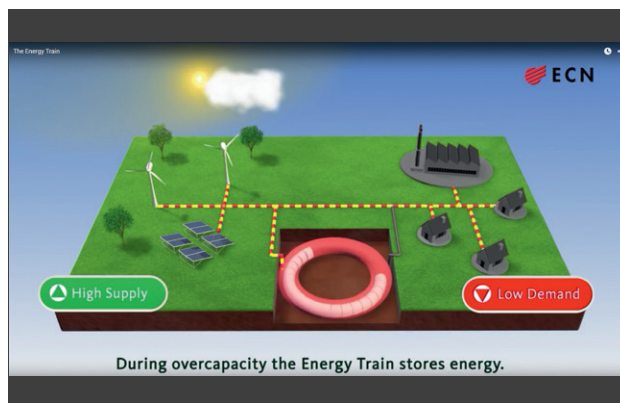 The Energy Train
ECN
High Supply
Low Demand
During overcapacity the Energy Train stores energy.